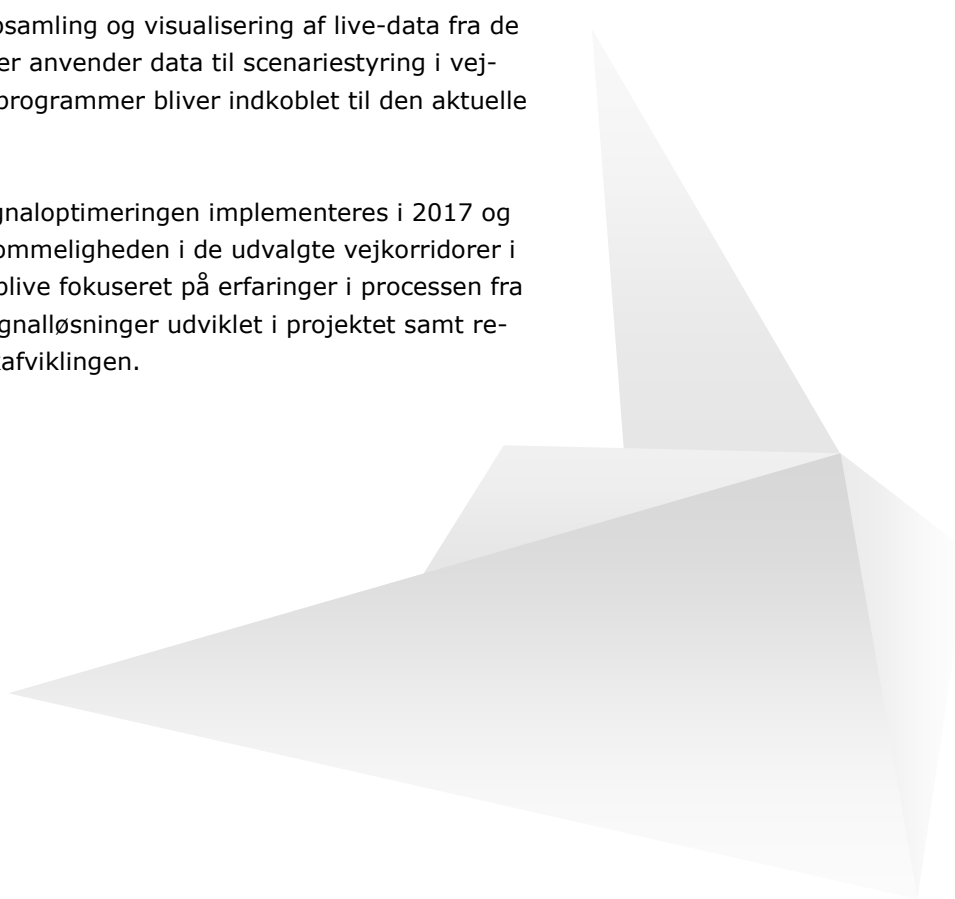 samling og visualisering af live-data fra de
er anvender data til scenariestyring i vej-
programmer bliver indkoblet til den aktuelle
gnaloptimeringen implementeres i 2017 og
ommeligheden i de udvalgte vejkorridorer i
blive fokuseret på erfaringer i processen fra
gnalløsninger udviklet i projektet samt re-
afviklingen.